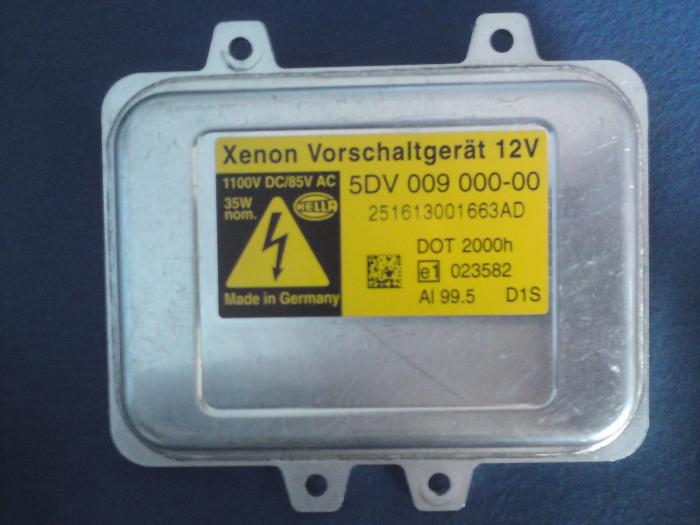 Xenon Vorschaltgerät 12V
1100V DC/85V AC
35W
nom.
HELLA
Made in Germany
5DV 009 000-00
251613001663AD
DOT 2000h
e1 023582
Al 99.5 D1S